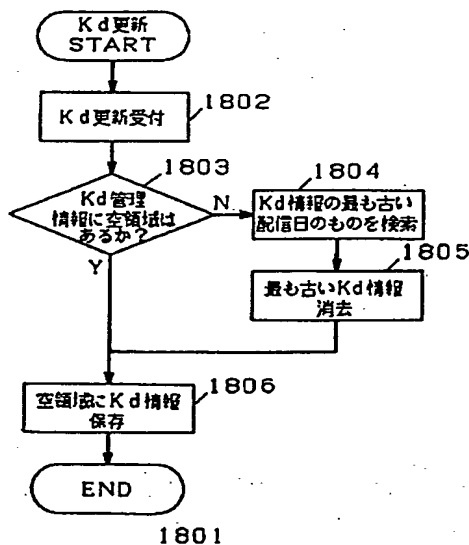 Kd更新
START
Kd更新受付
1802
1803
Kd管理
情報に空領域は
あるか?
N
Y
1804
Kd情報の最も古い
配信日のものを検索
1805
最も古いKd情報
消去
1806
空領域にKd情報
保存
END
1801